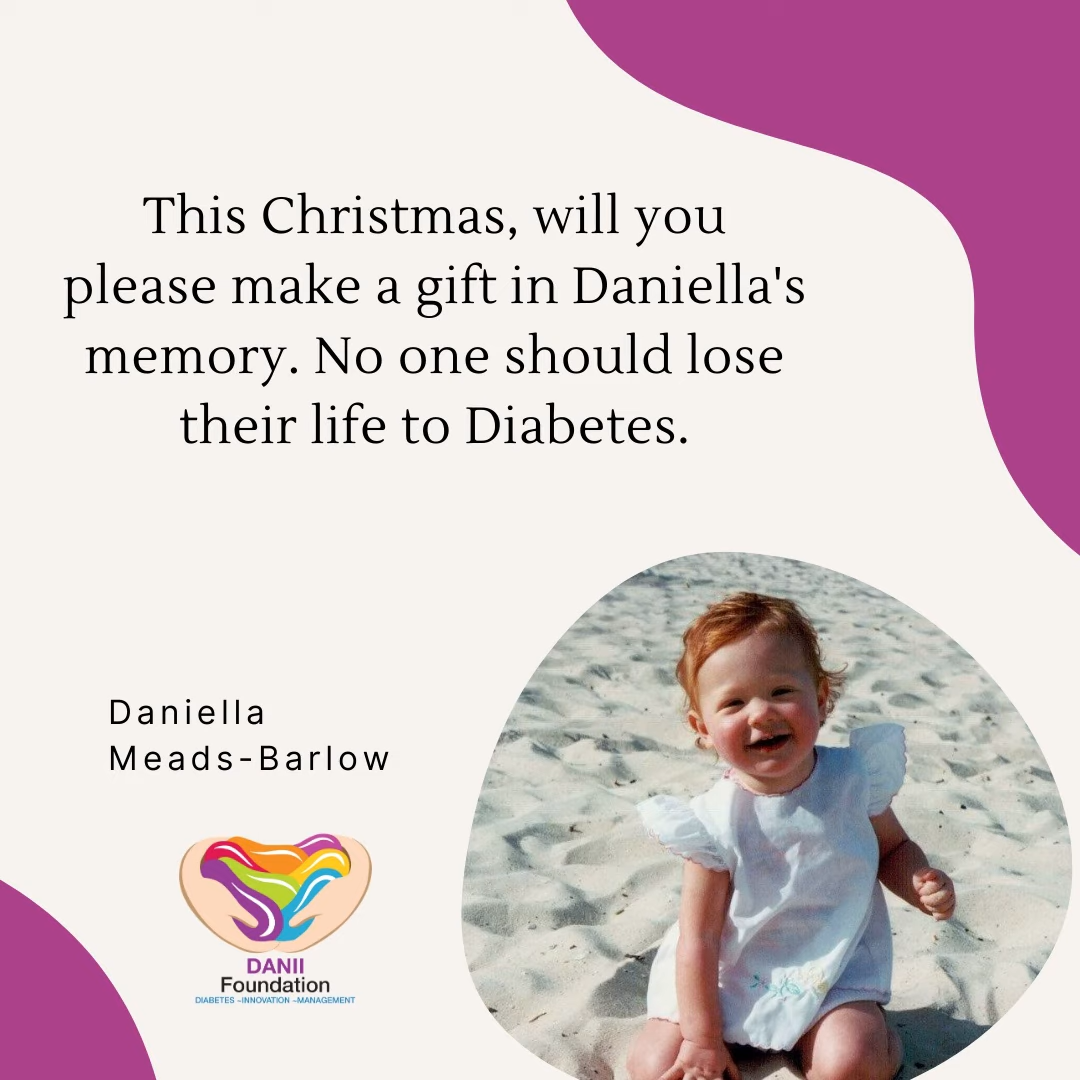 This Christmas, will you
please make a gift in Daniella's
memory. No one should lose
their life to Diabetes.
Daniella
Meads-Barlow
DANII
Foundation
DIABETES ~INNOVATION ~MANAGEMENT